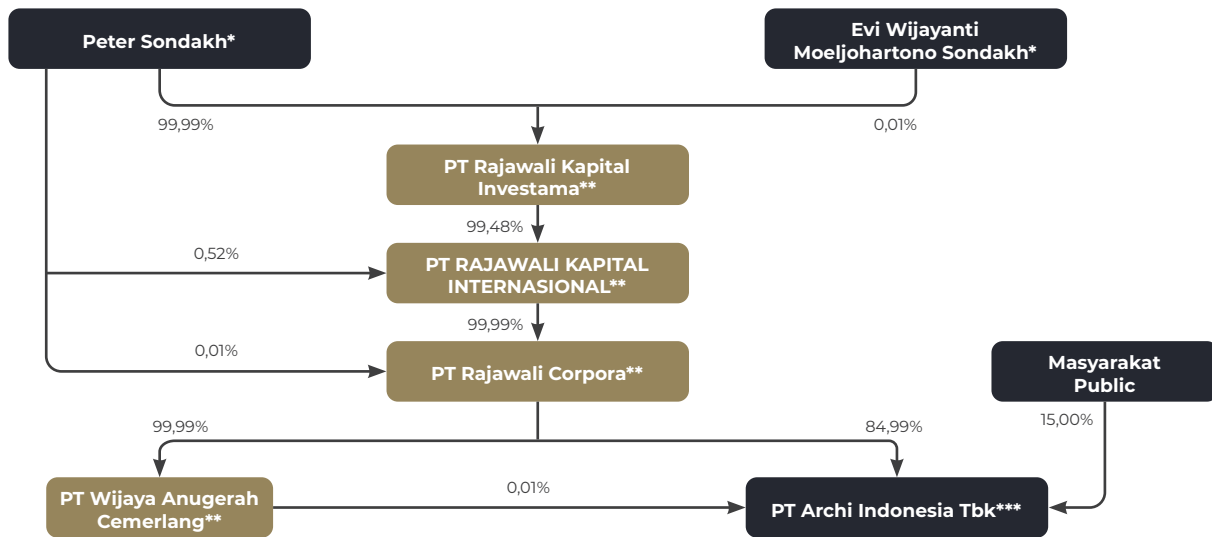 Peter Sondakh*
Evi Wijayanti
Moeljohartono Sondakh*
99,99%
0,01%
PT Rajawali Kapital
Investama**
99,48%
0,52%
PT RAJAWALI KAPITAL
INTERNASIONAL**
99,99%
0,01%
PT Rajawali Corpora**
Masyarakat
Public
99,99%
84,99%
15,00%
PT Wijaya Anugerah
Cemerlang**
0,01%
PT Archi Indonesia Tbk***